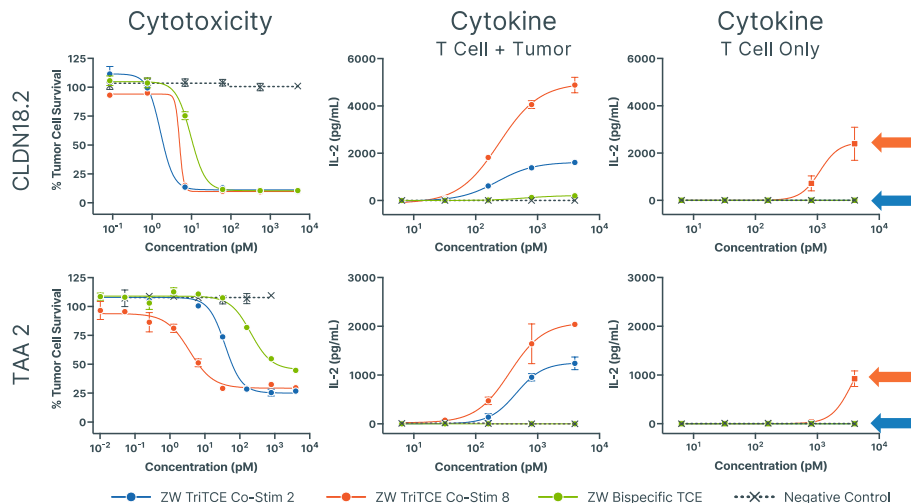 Cytotoxicity
Cytokine
T Cell + Tumor
Cytokine
T Cell Only
CLDN18.2
% Tumor Cell Survival
125
100
75
50
25
0
10⁻¹ 10⁰ 10¹ 10² 10³ 10⁴
Concentration (pM)
IL-2 (pg/mL)
6000
4000
2000
0
10¹ 10² 10³ 10⁴
Concentration (pM)
IL-2 (pg/mL)
6000
4000
2000
0
10¹ 10² 10³ 10⁴
Concentration (pM)
TAA 2
% Tumor Cell Survival
125
100
75
50
25
0
10⁻² 10⁻¹ 10⁰ 10¹ 10² 10³ 10⁴
Concentration (pM)
IL-2 (pg/mL)
3000
2000
1000
0
10¹ 10² 10³ 10⁴
Concentration (pM)
IL-2 (pg/mL)
3000
2000
1000
0
10¹ 10² 10³ 10⁴
Concentration (pM)
ZW TriTCE Co-Stim 2 ZW TriTCE Co-Stim 8 ZW Bispecific TCE Negative Control